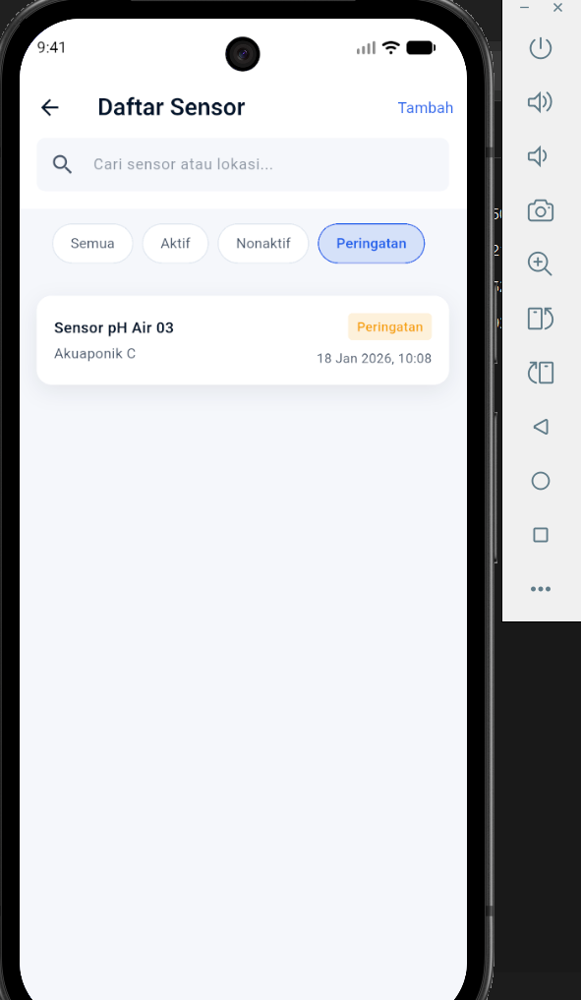 9:41
Daftar Sensor Tambah
Cari sensor atau lokasi...
Semua Aktif Nonaktif Peringatan
Sensor pH Air 03 Peringatan
Akuaponik C 18 Jan 2026, 10:08